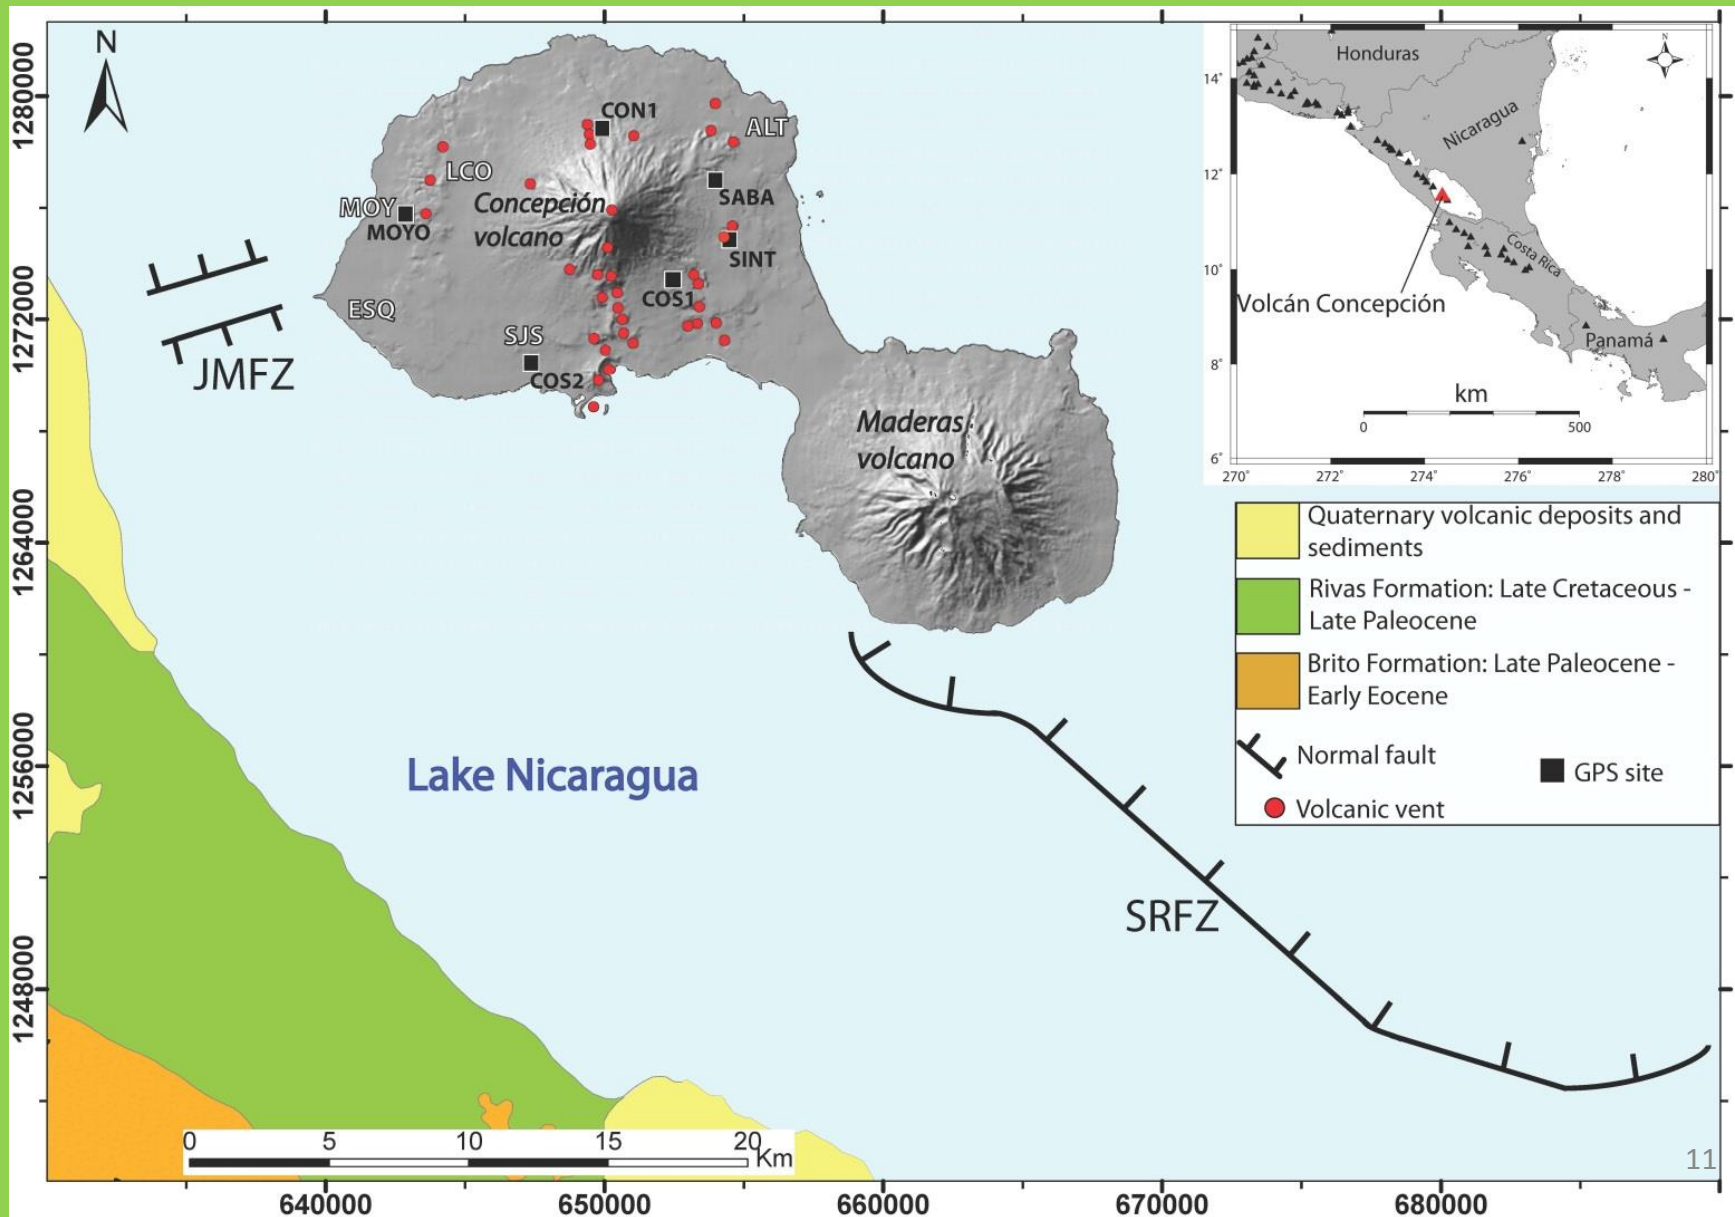 N
1280000
1272000
1264000
1256000
1248000
CON1
ALT
LCO
SABA
MOY
MOYO
Concepción
volcano
SINT
COS1
ESQ
SJS
COS2
JMFZ
Maderas
volcano
Lake Nicaragua
SRFZ
0 5 10 15 20
Km
640000 650000 660000 670000 680000
N
Honduras
Nicaragua
Costa Rica
Panamá
Volcán Concepción
km
0 500
14°
12°
10°
8°
6°
270° 272° 274° 276° 278° 280°
Quaternary volcanic deposits and
sediments
Rivas Formation: Late Cretaceous -
Late Paleocene
Brito Formation: Late Paleocene -
Early Eocene
Normal fault
GPS site
Volcanic vent
11